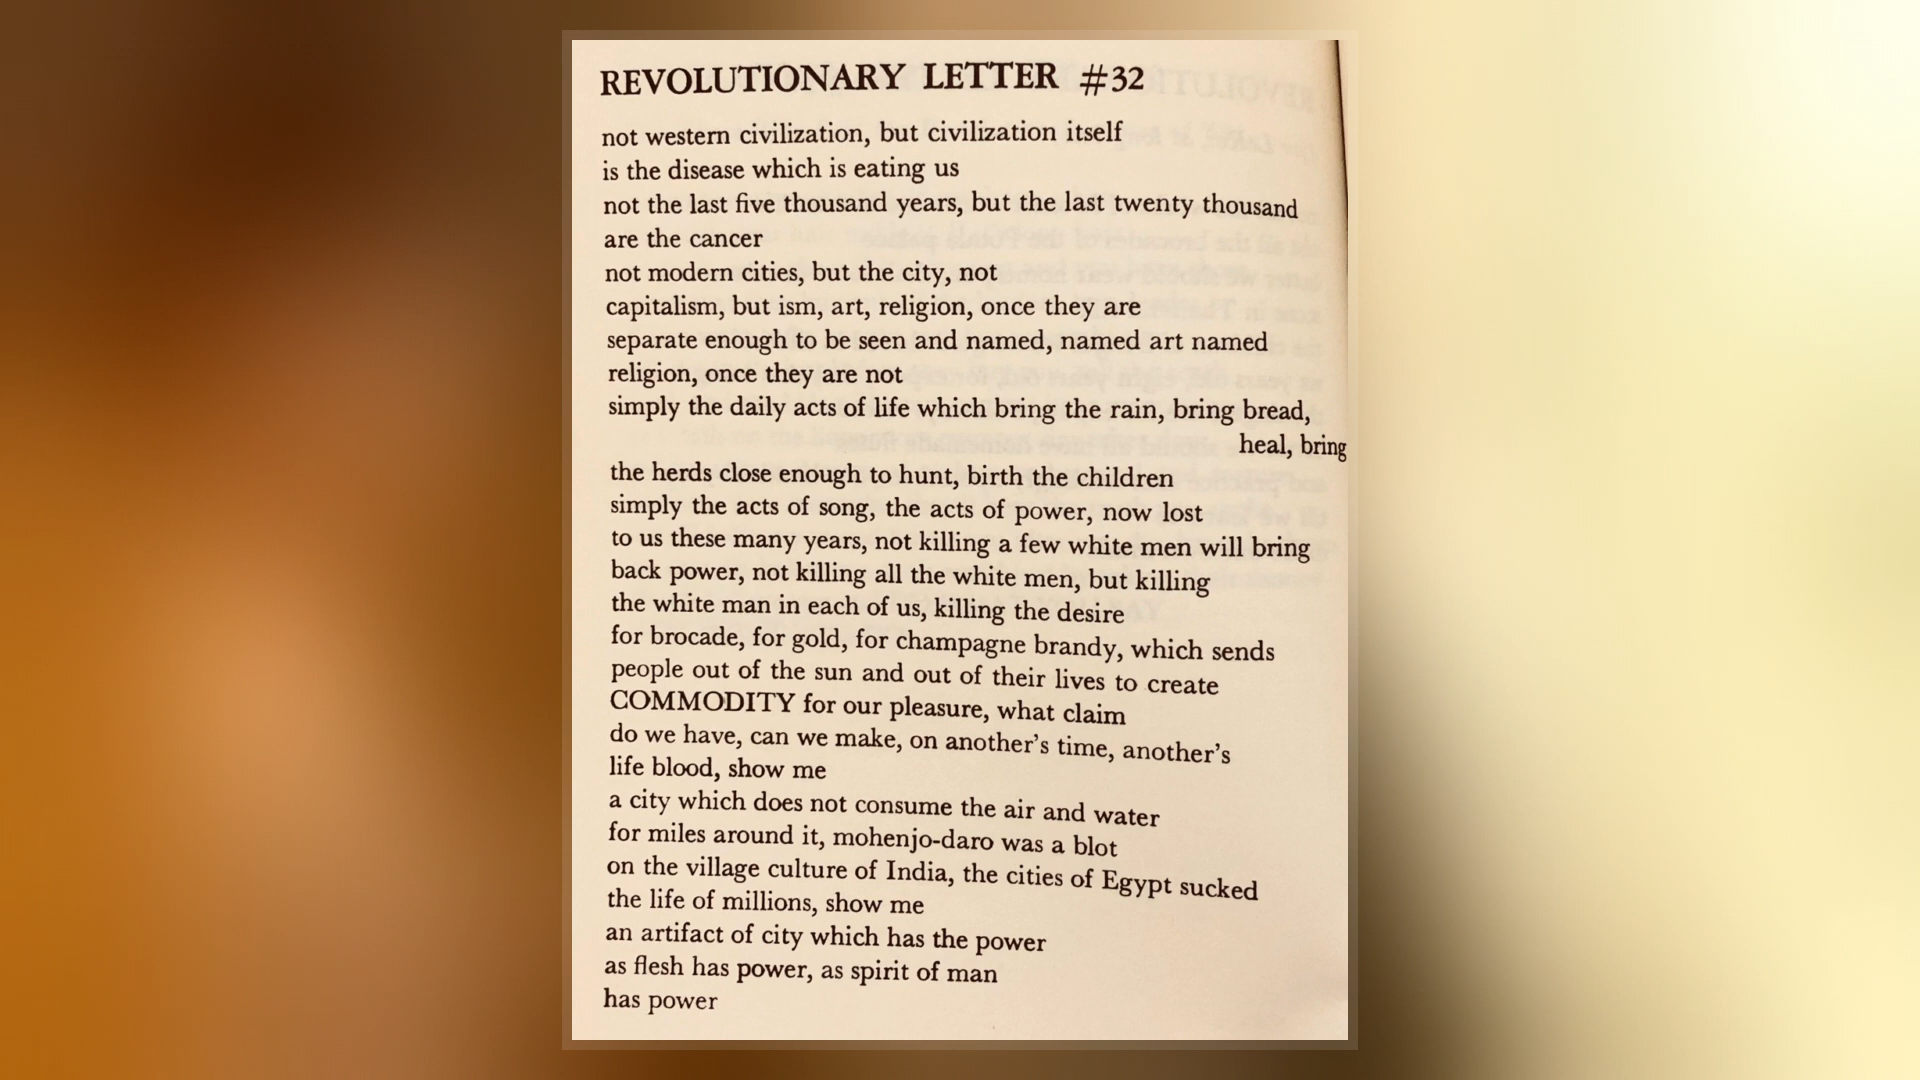 REVOLUTIONARY LETTER #32
not western civilization, but civilization itself
is the disease which is eating us
not the last five thousand years, but the last twenty thousand
are the cancer
not modern cities, but the city, not
capitalism, but ism, art, religion, once they are
separate enough to be seen and named, named art named
religion, once they are not
simply the daily acts of life which bring the rain, bring bread,
heal, bring
the herds close enough to hunt, birth the children
simply the acts of song, the acts of power, now lost
to us these many years, not killing a few white men will bring
back power, not killing all the white men, but killing
the white man in each of us, killing the desire
for brocade, for gold, for champagne brandy, which sends
people out of the sun and out of their lives to create
COMMODITY for our pleasure, what claim
do we have, can we make, on another's time, another's
life blood, show me
a city which does not consume the air and water
for miles around it, mohenjo-daro was a blot
on the village culture of India, the cities of Egypt sucked
the life of millions, show me
an artifact of city which has the power
as flesh has power, as spirit of man
has power